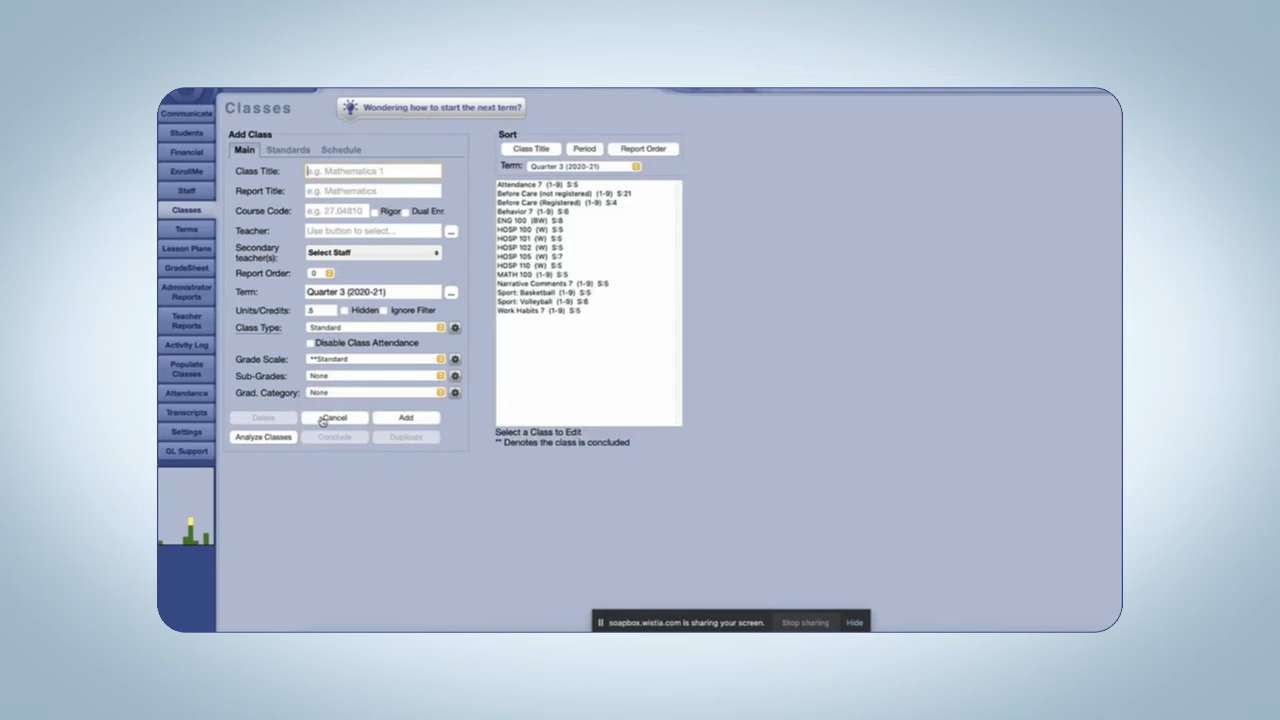 Classes
Wondering how to start the next term?
Communicate
Students
Financial
EnrollMe
Staff
Classes
Terms
Lesson Plans
GradeSheet
Administrator
Reports
Teacher
Reports
Activity Log
Populate
Classes
Attendance
Transcripts
Settings
GL Support
Add Class
Main Standards Schedule
Class Title: e.g. Mathematics 1
Report Title: e.g. Mathematics
Course Code: e.g. 27.04810 Rigor Dual Enr.
Teacher: Use button to select... ...
Secondary
teacher(s): Select Staff
Report Order: 0
Term: Quarter 3 (2020-21) ...
Units/Credits: .5 Hidden Ignore Filter
Class Type: Standard
Disable Class Attendance
Grade Scale: **Standard
Sub-Grades: None
Grad. Category: None
Delete Cancel Add
Analyze Classes Conclude Duplicate
Sort
Class Title Period Report Order
Term: Quarter 3 (2020-21)
Attendance 7 (1-9) S:5
Before Care (not registered) (1-9) S:21
Before Care (Registered) (1-9) S:4
Behavior 7 (1-9) S:6
ENG 100 (BW) S:8
HOSP 100 (W) S:5
HOSP 101 (W) S:5
HOSP 102 (W) S:5
HOSP 105 (W) S:7
HOSP 110 (W) S:5
MATH 100 (1-9) S:5
Narrative Comments 7 (1-9) S:5
Sport: Basketball (1-9) S:5
Sport: Volleyball (1-9) S:6
Work Habits 7 (1-9) S:5
Select a Class to Edit
** Denotes the class is concluded
soapbox.wistia.com is sharing your screen. Stop sharing Hide